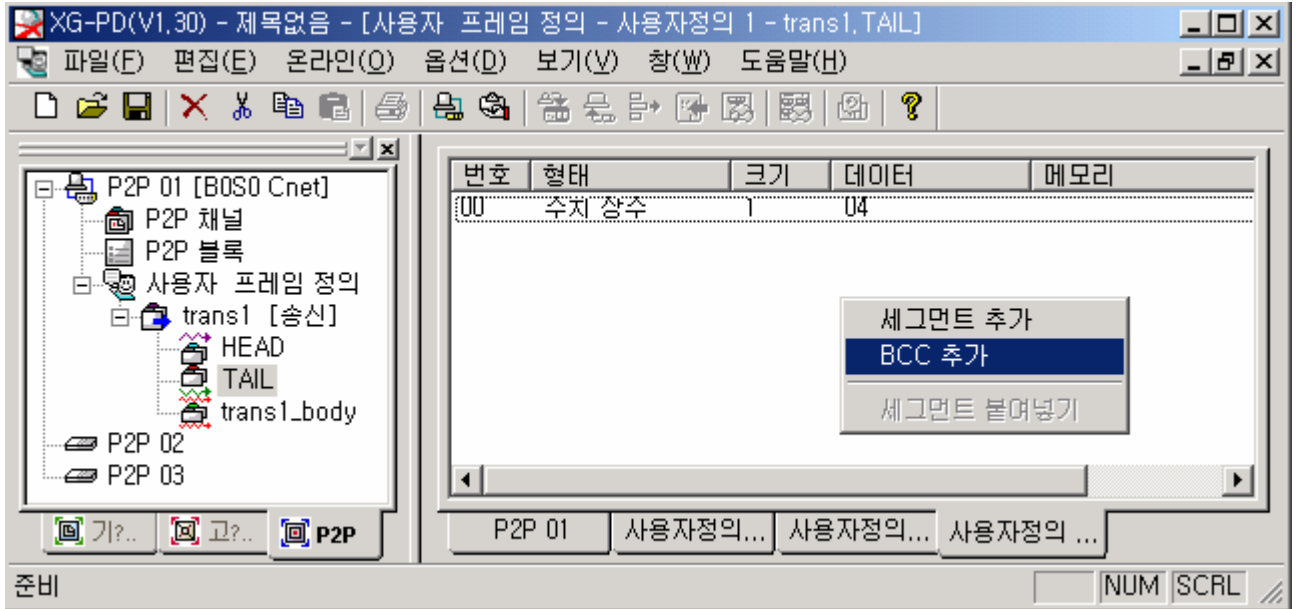 XG-PD(V1,30) - 제목없음 - [사용자 프레임 정의 - 사용자정의 1 - trans1,TAIL]
파일(F) 편집(E) 온라인(O) 옵션(D) 보기(V) 창(W) 도움말(H)
P2P 01 [B0S0 Cnet]
P2P 채널
P2P 블록
사용자 프레임 정의
trans1 [송신]
HEAD
TAIL
trans1_body
P2P 02
P2P 03
기?.. 고?.. P2P
번호 형태 크기 데이터 메모리
00 수치 상수 1 04
세그먼트 추가
BCC 추가
세그먼트 붙여넣기
P2P 01 사용자정의... 사용자정의... 사용자정의 ...
준비 NUM SCRL